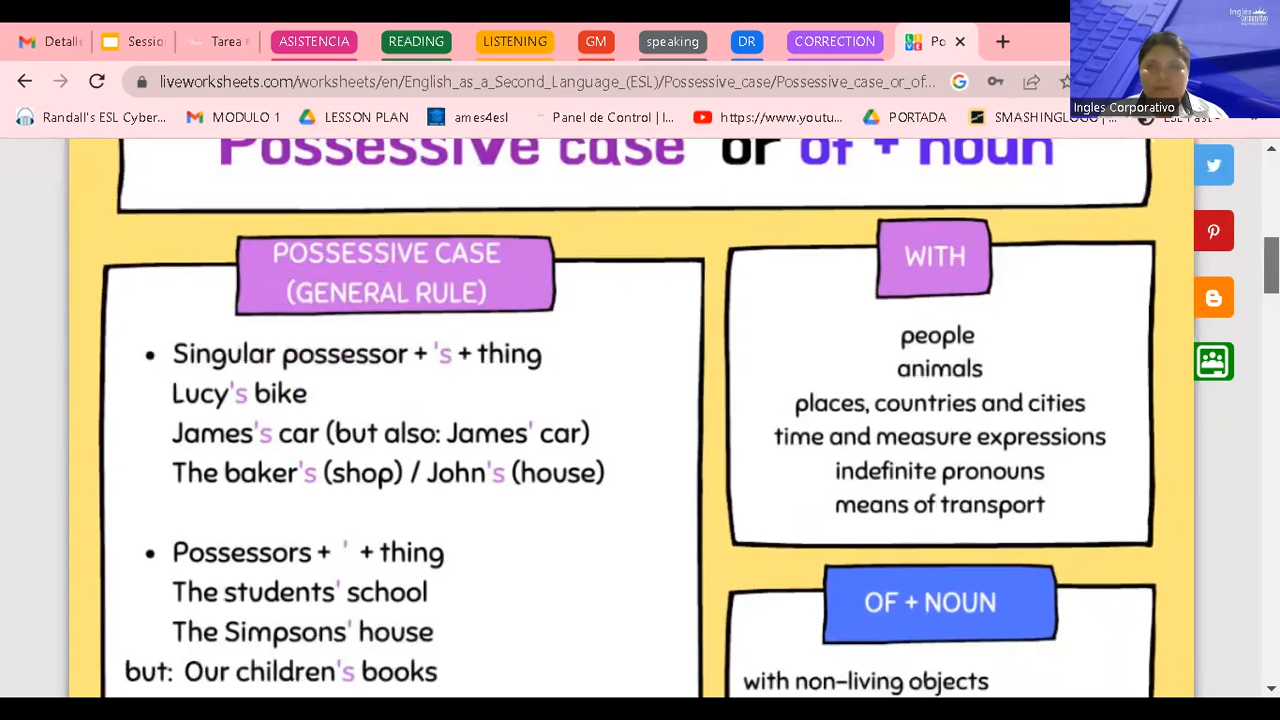 Detalle
Sessio
Tarea
ASISTENCIA
READING
LISTENING
GM
speaking
DR
CORRECTION
Po
liveworksheets.com/worksheets/en/English_as_a_Second_Language_(ESL)/Possessive_case/Possessive_case_or_of...
Ingles Corporativo
Randall's ESL Cyber...
MODULO 1
LESSON PLAN
ames4esl
Panel de Control | I...
https://www.youtu...
PORTADA
SMASHINGLOGO | ...
Possessive case or of + noun
POSSESSIVE CASE
(GENERAL RULE)
• Singular possessor + 's + thing
Lucy's bike
James's car (but also: James' car)
The baker's (shop) / John's (house)
• Possessors + ' + thing
The students' school
The Simpsons' house
but: Our children's books
WITH
people
animals
places, countries and cities
time and measure expressions
indefinite pronouns
means of transport
OF + NOUN
with non-living objects